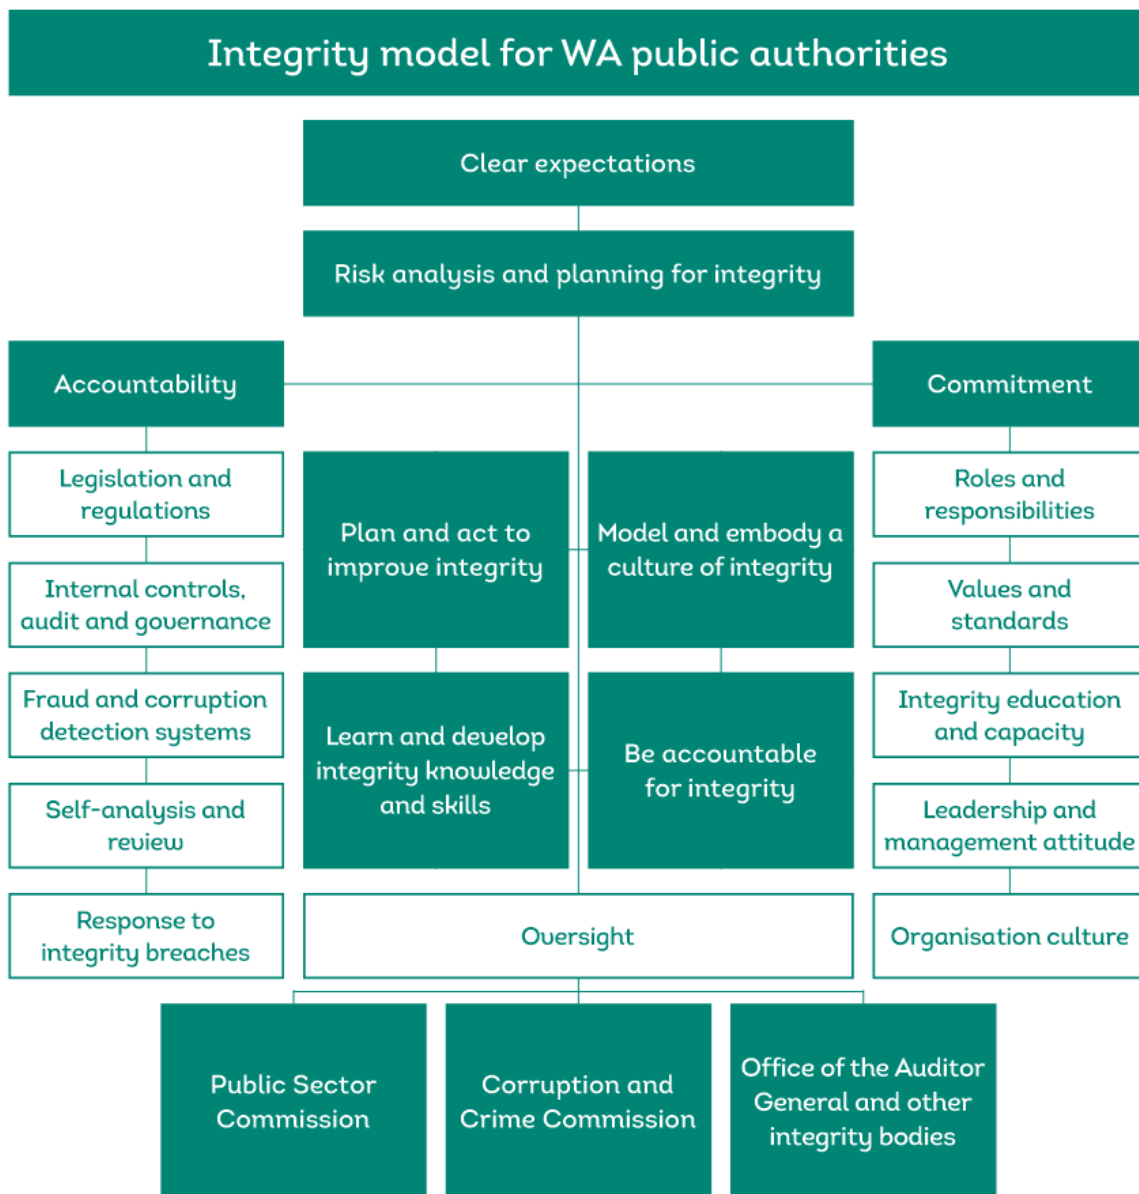 Integrity model for WA public authorities
Clear expectations
Risk analysis and planning for integrity
Accountability
Legislation and
regulations
Internal controls,
audit and governance
Fraud and corruption
detection systems
Self-analysis and
review
Response to
integrity breaches
Plan and act to
improve integrity
Model and embody a
culture of integrity
Learn and develop
integrity knowledge
and skills
Be accountable
for integrity
Commitment
Roles and
responsibilities
Values and
standards
Integrity education
and capacity
Leadership and
management attitude
Organisation culture
Oversight
Public Sector
Commission
Corruption and
Crime Commission
Office of the Auditor
General and other
integrity bodies